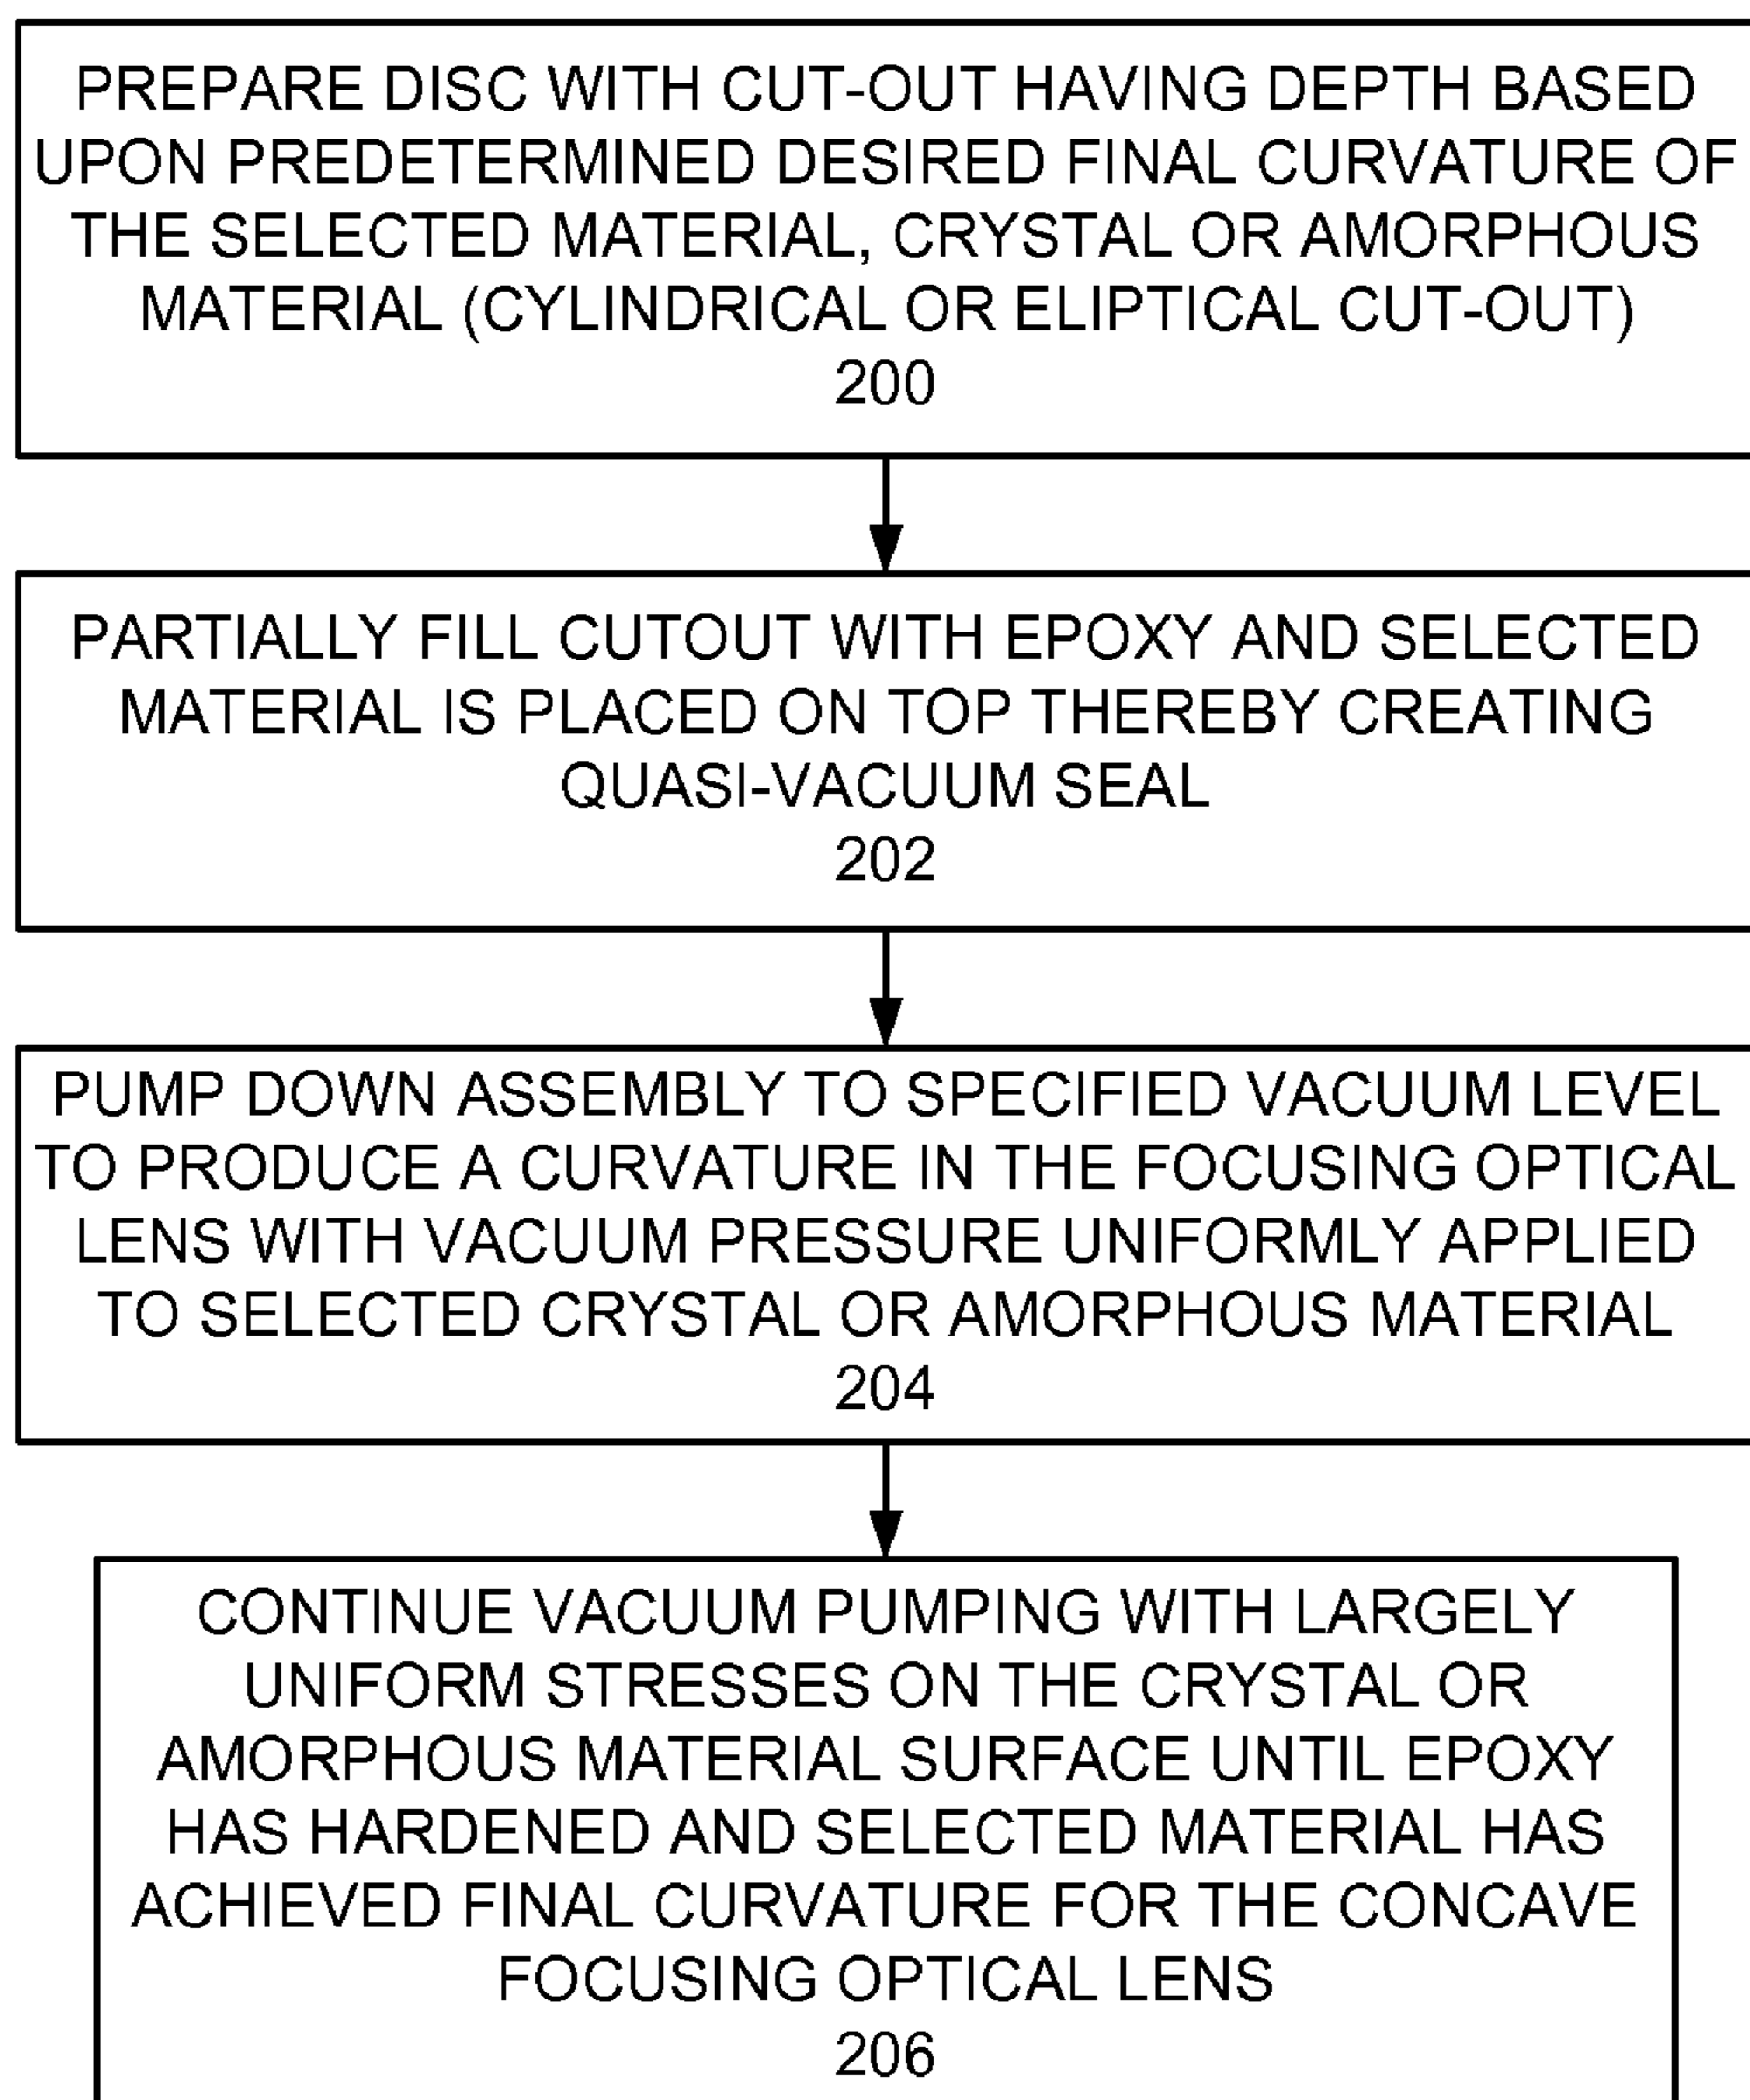 PREPARE DISC WITH CUT-OUT HAVING DEPTH BASED
UPON PREDETERMINED DESIRED FINAL CURVATURE OF
THE SELECTED MATERIAL, CRYSTAL OR AMORPHOUS
MATERIAL (CYLINDRICAL OR ELIPTICAL CUT-OUT)
200
PARTIALLY FILL CUTOUT WITH EPOXY AND SELECTED
MATERIAL IS PLACED ON TOP THEREBY CREATING
QUASI-VACUUM SEAL
202
PUMP DOWN ASSEMBLY TO SPECIFIED VACUUM LEVEL
TO PRODUCE A CURVATURE IN THE FOCUSING OPTICAL
LENS WITH VACUUM PRESSURE UNIFORMLY APPLIED
TO SELECTED CRYSTAL OR AMORPHOUS MATERIAL
204
CONTINUE VACUUM PUMPING WITH LARGELY
UNIFORM STRESSES ON THE CRYSTAL OR
AMORPHOUS MATERIAL SURFACE UNTIL EPOXY
HAS HARDENED AND SELECTED MATERIAL HAS
ACHIEVED FINAL CURVATURE FOR THE CONCAVE
FOCUSING OPTICAL LENS
206